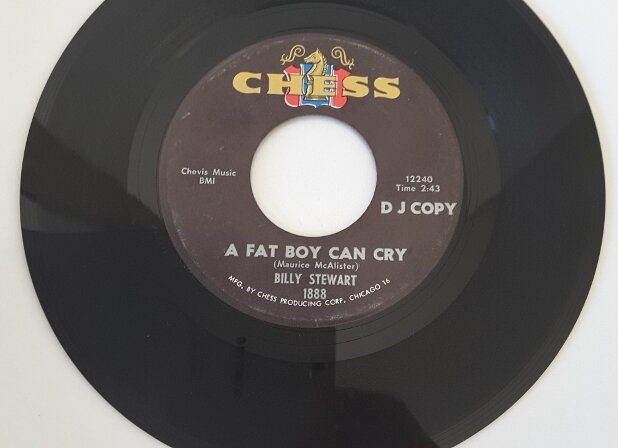 CHESS
Chevis Music
BMI
12240
Time 2:43
D J COPY
A FAT BOY CAN CRY
(Maurice McAlister)
BILLY STEWART
1888
MFG. BY CHESS PRODUCING CORP. CHICAGO 16